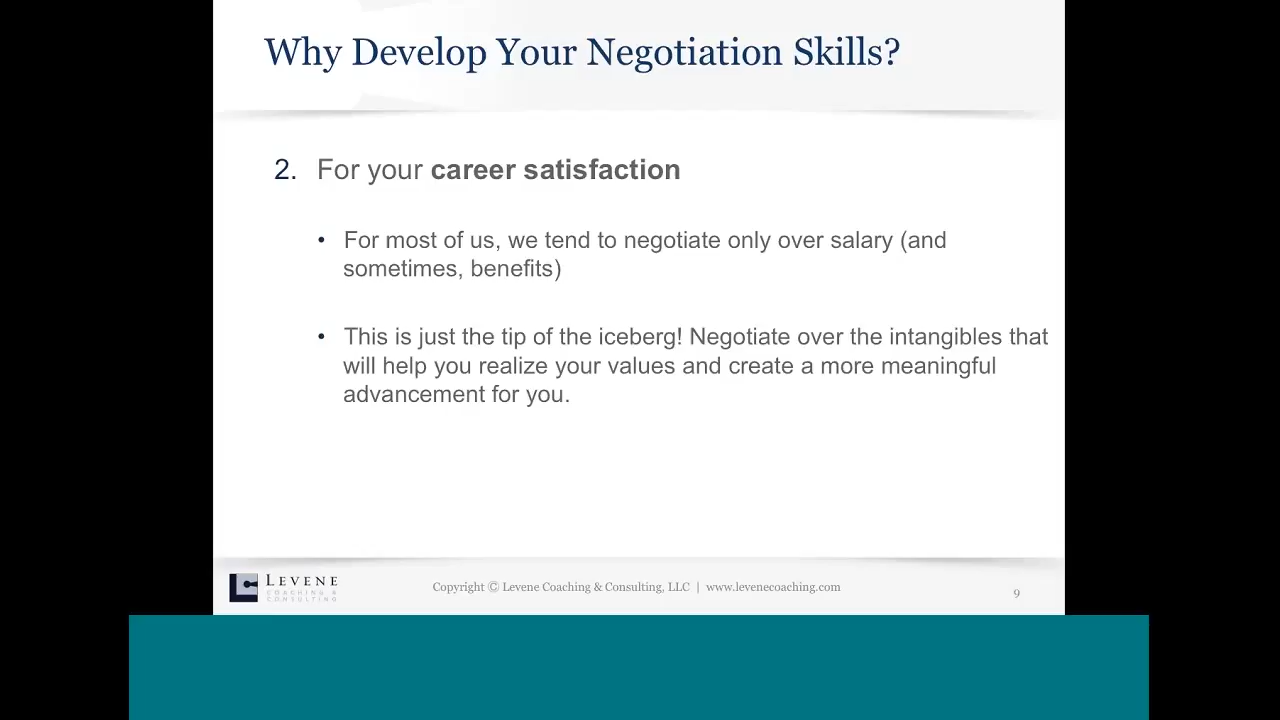 Why Develop Your Negotiation Skills?
2. For your career satisfaction
• For most of us, we tend to negotiate only over salary (and
sometimes, benefits)
• This is just the tip of the iceberg! Negotiate over the intangibles that
will help you realize your values and create a more meaningful
advancement for you.
LEVENE
COACHING &
CONSULTING
Copyright © Levene Coaching & Consulting, LLC | www.levenecoaching.com
9